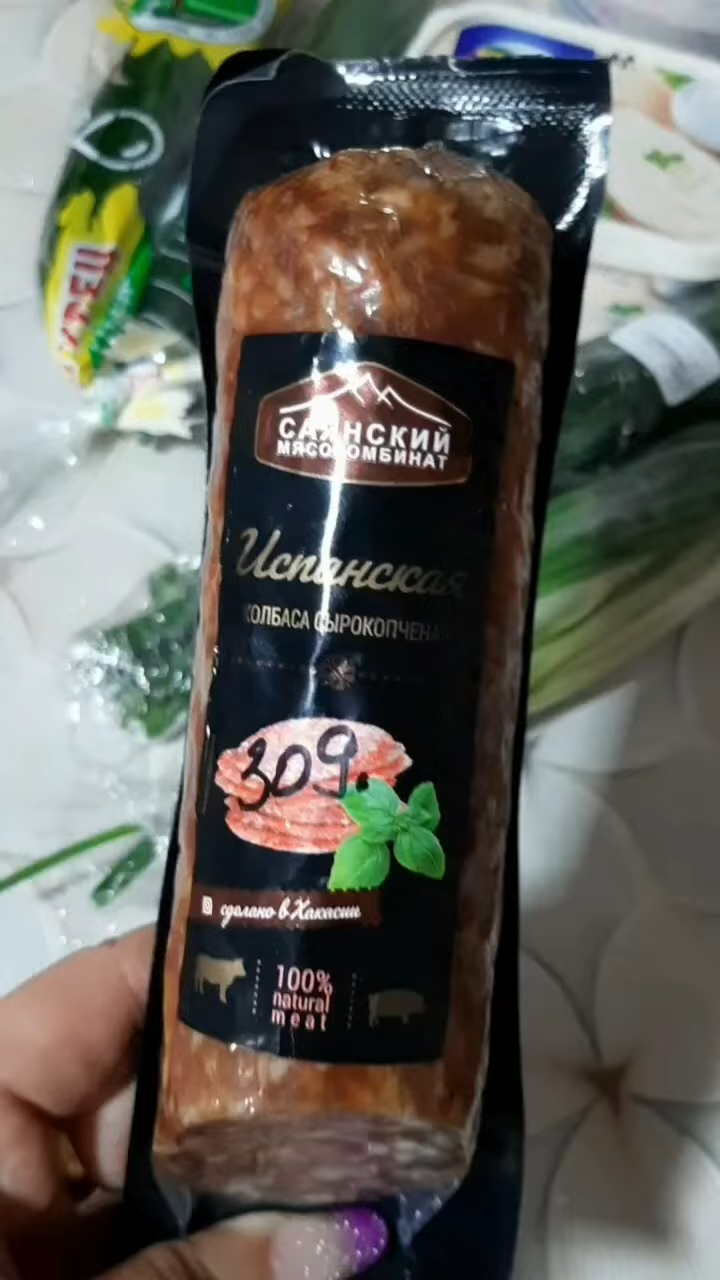 САЯНСКИЙ
МЯСОКОМБИНАТ
Испанская
КОЛБАСА СЫРОКОПЧЕНАЯ
309
сделано в Хакасии
100%
natural
meat